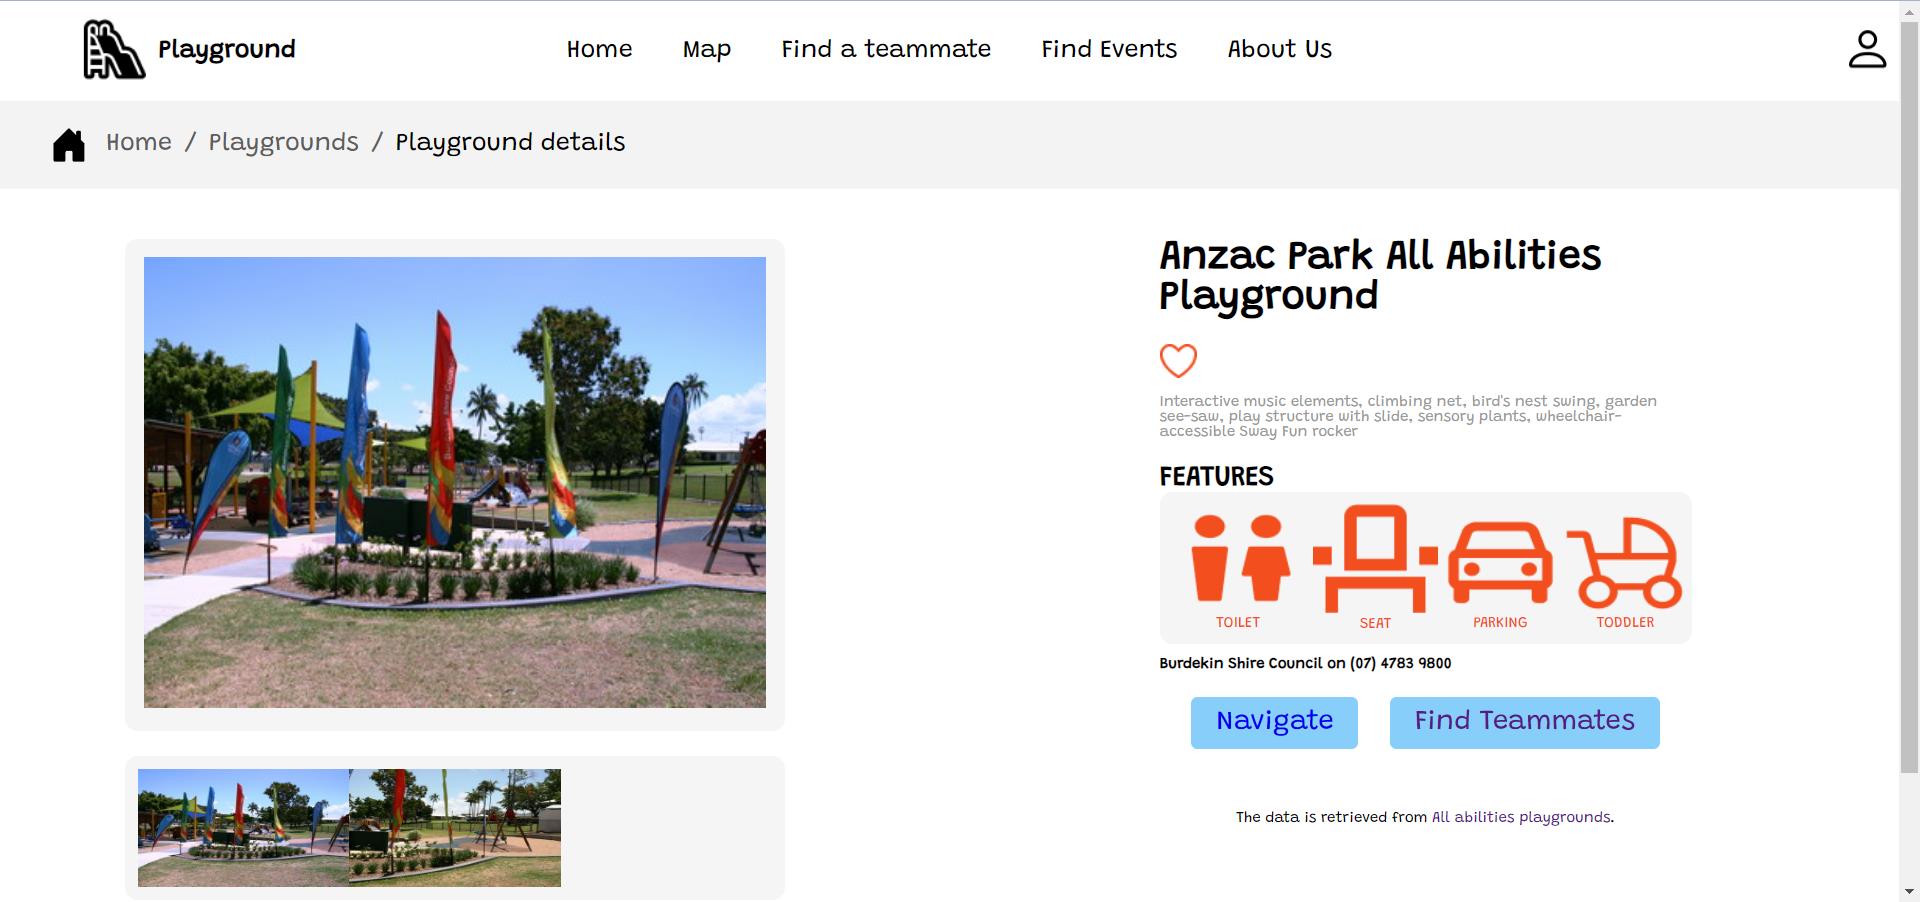 Playground
Home
Map
Find a teammate
Find Events
About Us
Home / Playgrounds / Playground details
Anzac Park All Abilities
Playground
Interactive music elements, climbing net, bird's nest swing, garden
see-saw, play structure with slide, sensory plants, wheelchair-
accessible Sway Fun rocker
FEATURES
TOILET
SEAT
PARKING
TODDLER
Burdekin Shire Council on (07) 4783 9800
Navigate
Find Teammates
The data is retrieved from All abilities playgrounds.